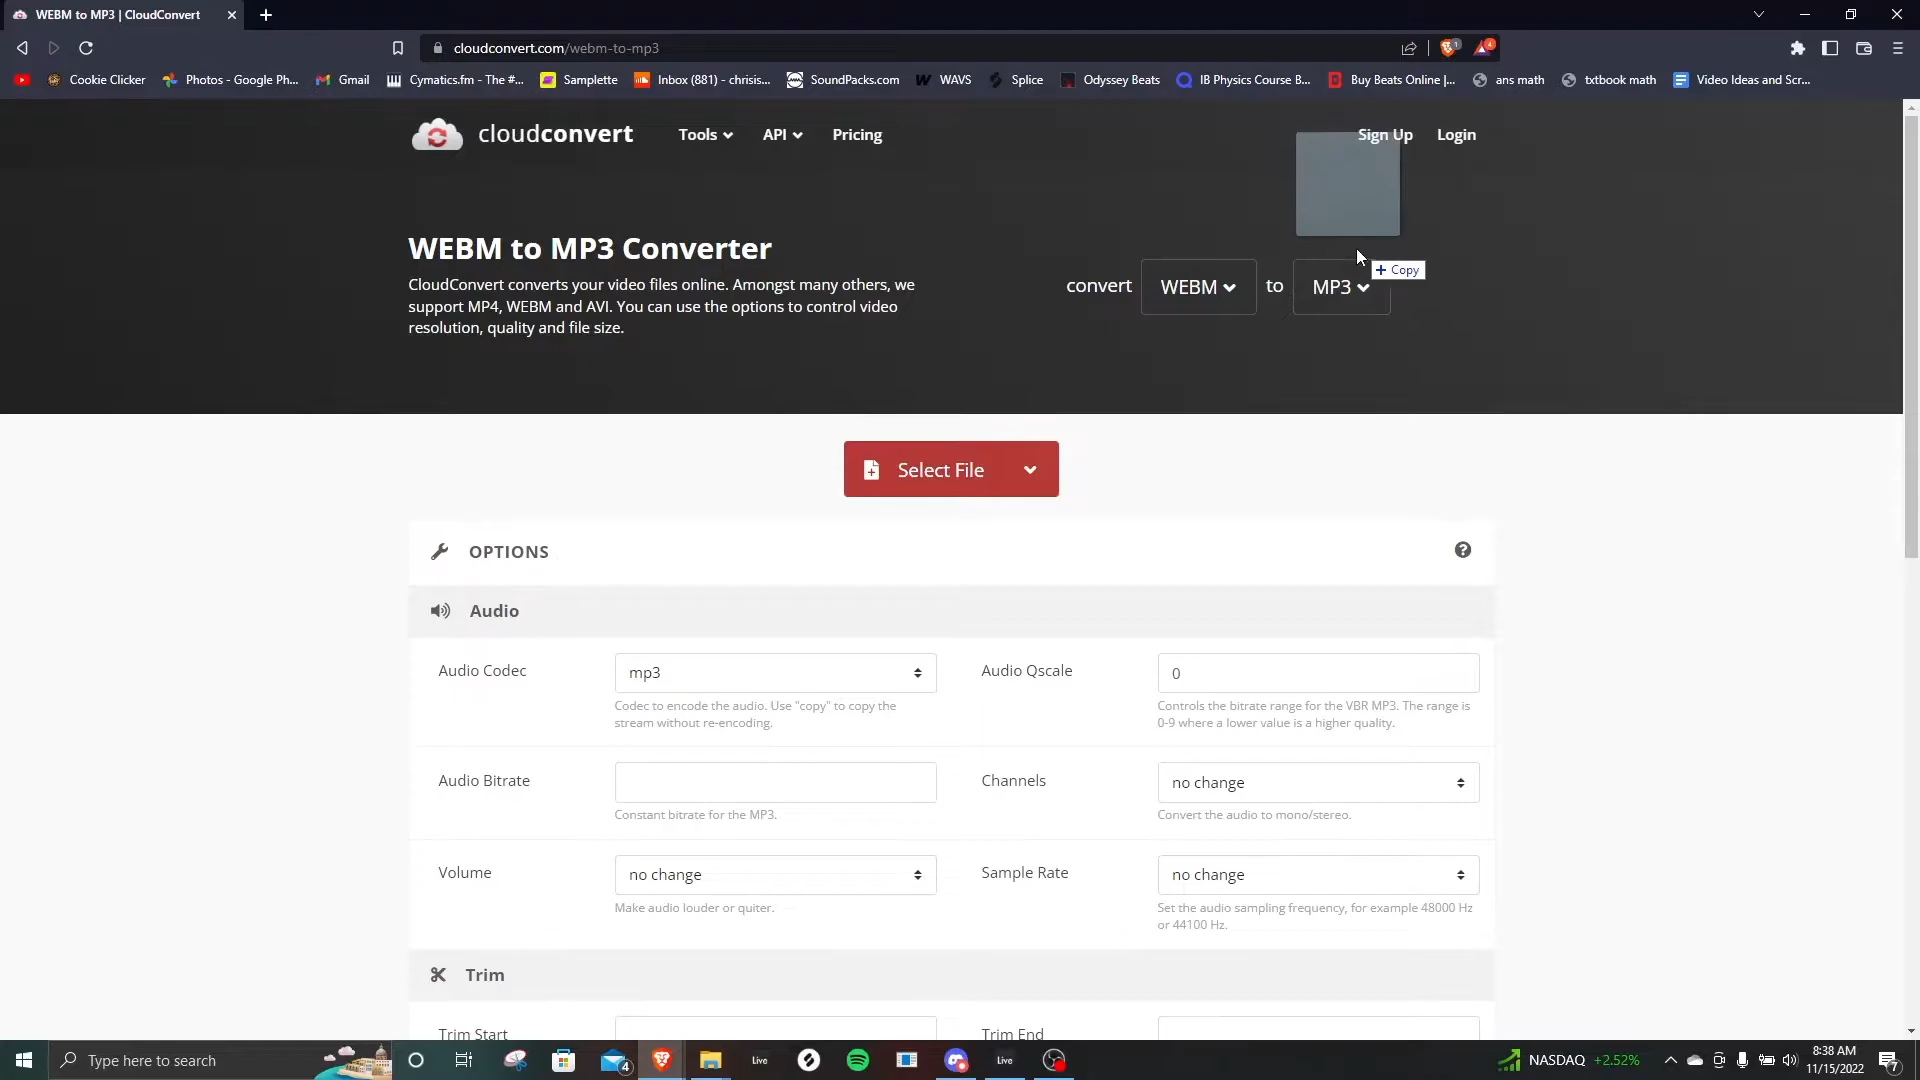 WEBM to MP3 | CloudConvert
cloudconvert.com/webm-to-mp3
1
4
Cookie Clicker
Photos - Google Ph...
Gmail
Cymatics.fm - The #...
Samplette
Inbox (881) - chrisis...
SoundPacks.com
W WAVS
Splice
Odyssey Beats
IB Physics Course B...
Buy Beats Online |...
ans math
txtbook math
Video Ideas and Scr...
cloudconvert
Tools
API
Pricing
Sign Up
Login
WEBM to MP3 Converter
CloudConvert converts your video files online. Amongst many others, we
support MP4, WEBM and AVI. You can use the options to control video
resolution, quality and file size.
+ Copy
convert WEBM to MP3
Select File
OPTIONS
Audio
Audio Codec
mp3
Codec to encode the audio. Use "copy" to copy the
stream without re-encoding.
Audio Qscale
0
Controls the bitrate range for the VBR MP3. The range is
0-9 where a lower value is a higher quality.
Audio Bitrate
Constant bitrate for the MP3.
Channels
no change
Convert the audio to mono/stereo.
Volume
no change
Make audio louder or quiter.
Sample Rate
no change
Set the audio sampling frequency, for example 48000 Hz
or 44100 Hz.
Trim
Trim Start
Trim End
Type here to search
4
Live
Live
NASDAQ +2.52%
8:38 AM
11/15/2022
7